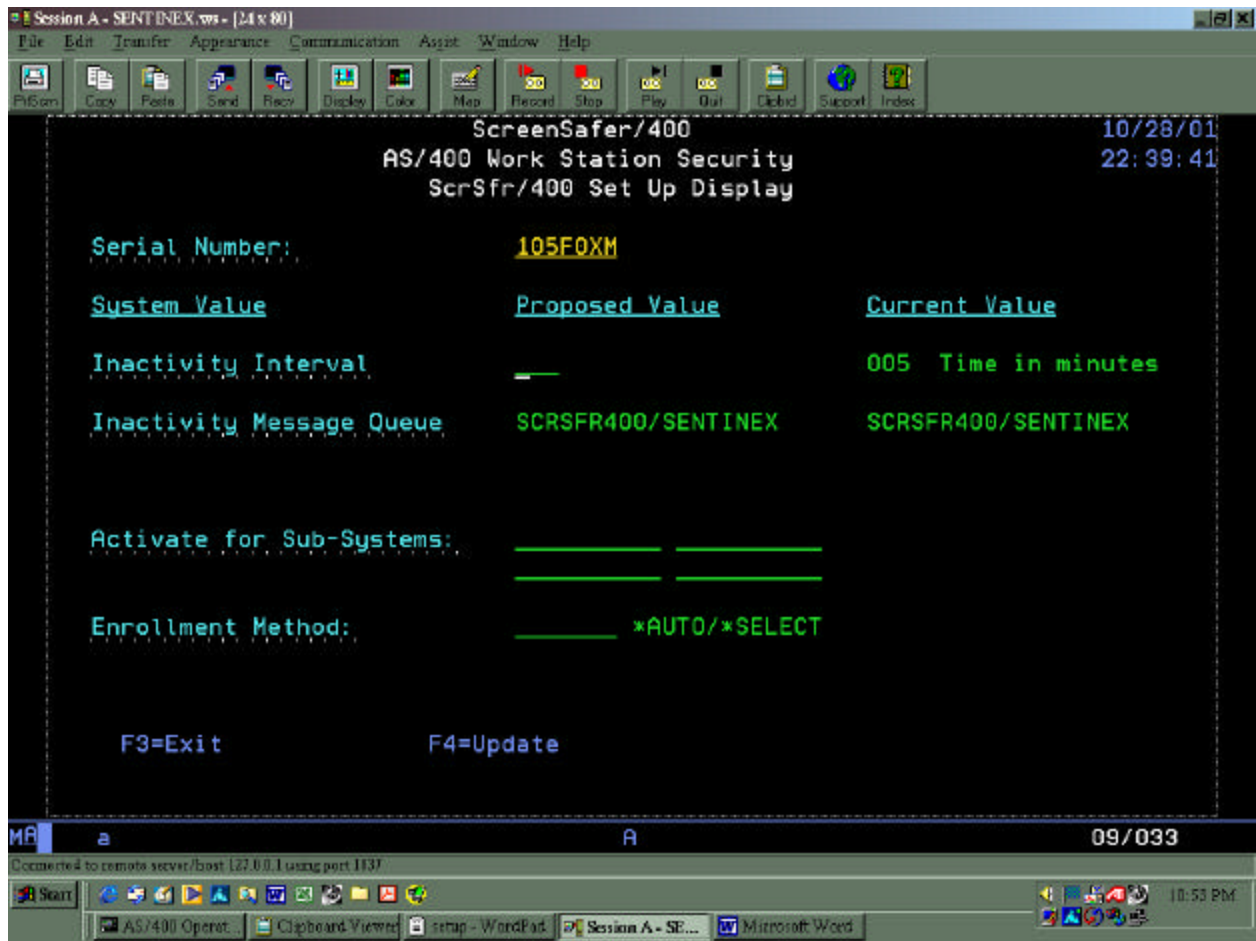 Session A - SENTINEX.ws - [24 x 80]
File Edit Transfer Appearance Communication Assist Window Help
PrtScrn Copy Paste Send Recv Display Color Map Record Stop Play Quit Clipbrd Support Index
ScreenSafer/400 10/28/01
AS/400 Work Station Security 22:39:41
ScrSfr/400 Set Up Display
Serial Number: 105F0XM
System Value Proposed Value Current Value
Inactivity Interval 005 Time in minutes
Inactivity Message Queue SCRSFR400/SENTINEX SCRSFR400/SENTINEX
Activate for Sub-Systems:
Enrollment Method: *AUTO/*SELECT
F3=Exit F4=Update
MA a A 09/033
Connected to remote server/host 127.0.0.1 using port 1137
Start 10:53 PM
AS/400 Operat... Clipboard Viewer setup - WordPad Session A - SE... Microsoft Word